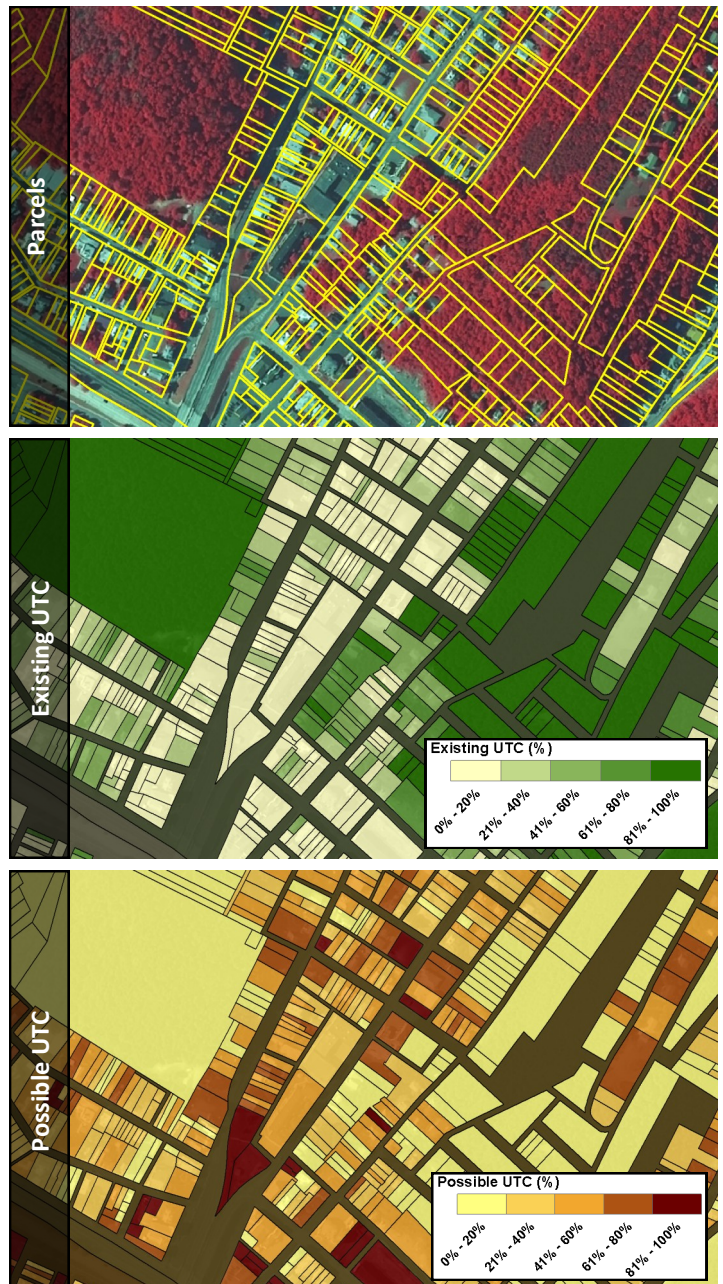 Parcels
Existing UTC
Existing UTC (%)
0% - 20%
21% - 40%
41% - 60%
61% - 80%
81% - 100%
Possible UTC
Possible UTC (%)
0% - 20%
21% - 40%
41% - 60%
61% - 80%
81% - 100%